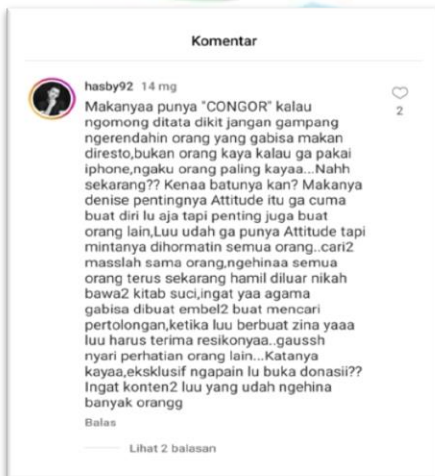 Komentar
hasby92 14 mg
Makanyaa punya "CONGOR" kalau
ngomong ditata dikit jangan gampang
ngerendahin orang yang gabisa makan
diresto,bukan orang kaya kalau ga pakai
iphone,ngaku orang paling kayaa...Nahh
sekarang?? Kenaa batunya kan? Makanya
denise pentingnya Attitude itu ga cuma
buat diri lu aja tapi penting juga buat
orang lain,Luu udah ga punya Attitude tapi
mintanya dihormatin semua orang..cari2
masslah sama orang,ngehinaa semua
orang terus sekarang hamil diluar nikah
bawa2 kitab suci,ingat yaa agama
gabisa dibuat embel2 buat mencari
pertolongan,ketika luu berbuat zina yaaa
luu harus terima resikonyaa..gaussh
nyari perhatian orang lain...Katanya
kayaa,eksklusif ngapain lu buka donasii??
Ingat konten2 luu yang udah ngehina
banyak orangg
2
Balas
Lihat 2 balasan